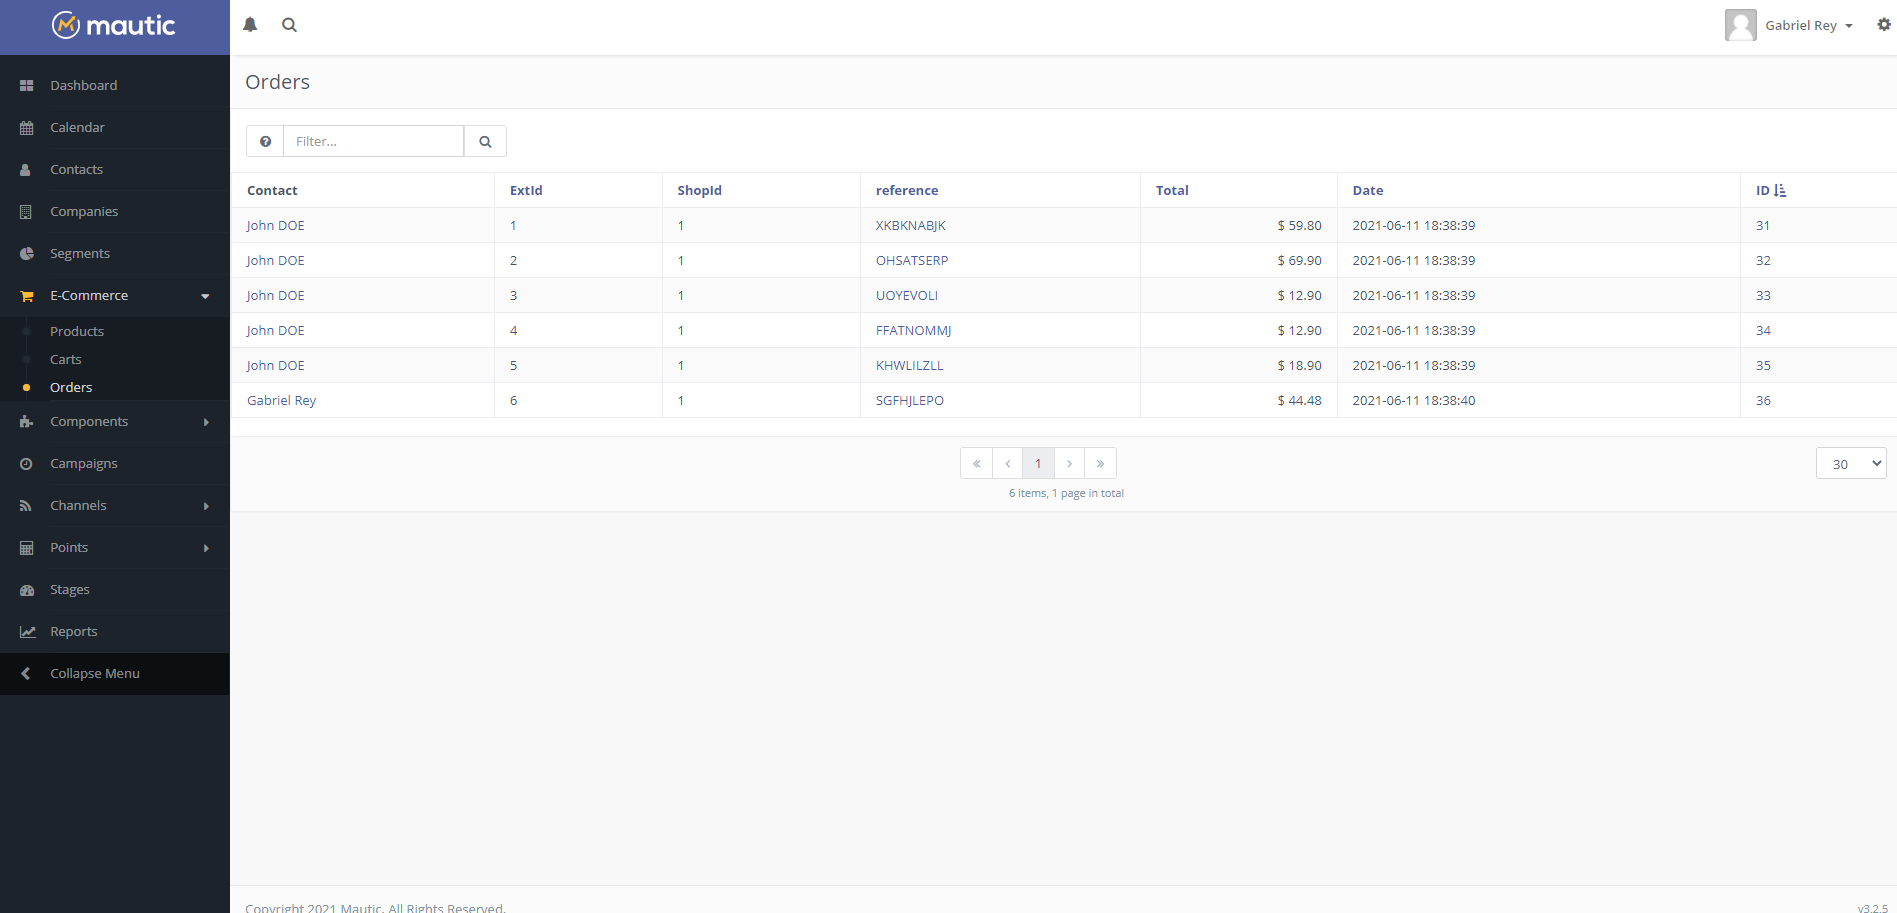 mautic
Gabriel Rey
Dashboard
Calendar
Contacts
Companies
Segments
E-Commerce
Products
Carts
Orders
Components
Campaigns
Channels
Points
Stages
Reports
Collapse Menu
Orders
Filter...
Contact ExtId ShopId reference Total Date ID
John DOE 1 1 XKBKNABJK $ 59.80 2021-06-11 18:38:39 31
John DOE 2 1 OHSATSERP $ 69.90 2021-06-11 18:38:39 32
John DOE 3 1 UOYEVOLI $ 12.90 2021-06-11 18:38:39 33
John DOE 4 1 FFATNOMMJ $ 12.90 2021-06-11 18:38:39 34
John DOE 5 1 KHWLILZLL $ 18.90 2021-06-11 18:38:39 35
Gabriel Rey 6 1 SGFHJLEPO $ 44.48 2021-06-11 18:38:40 36
« ‹ 1 › »
30
6 items, 1 page in total
Copyright 2021 Mautic. All Rights Reserved.
v3.2.5